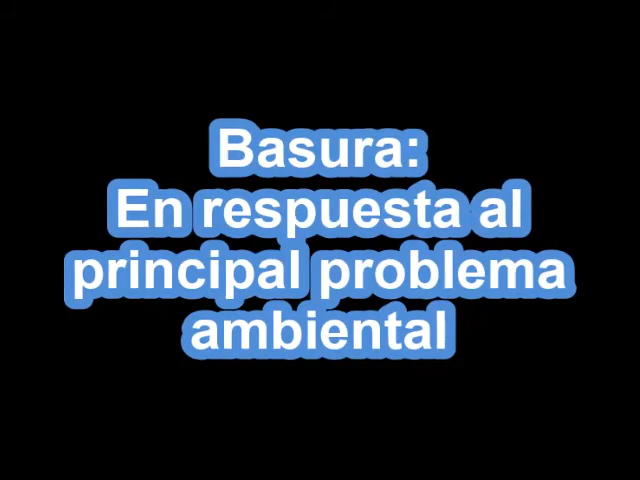 Basura:
En respuesta al
principal problema
ambiental